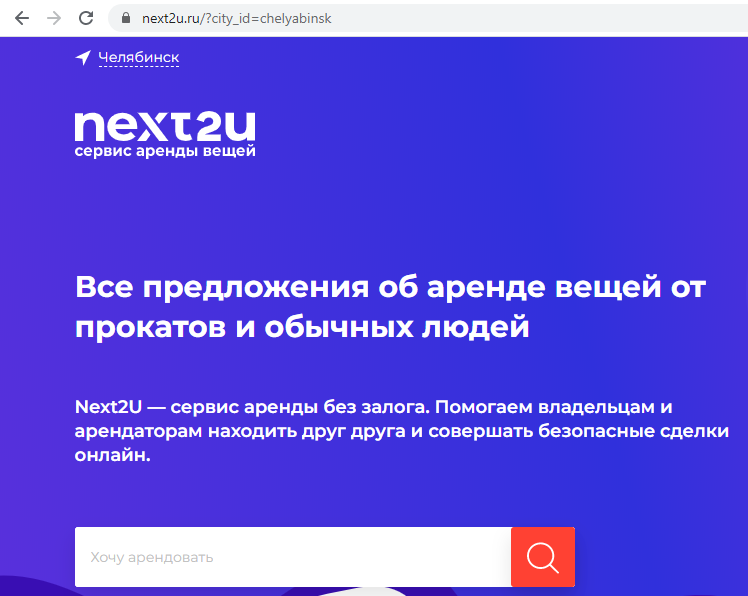 next2u.ru/?city_id=chelyabinsk
Челябинск
next2u
сервис аренды вещей
Все предложения об аренде вещей от
прокатов и обычных людей
Next2U — сервис аренды без залога. Помогаем владельцам и
арендаторам находить друг друга и совершать безопасные сделки
онлайн.
Хочу арендовать